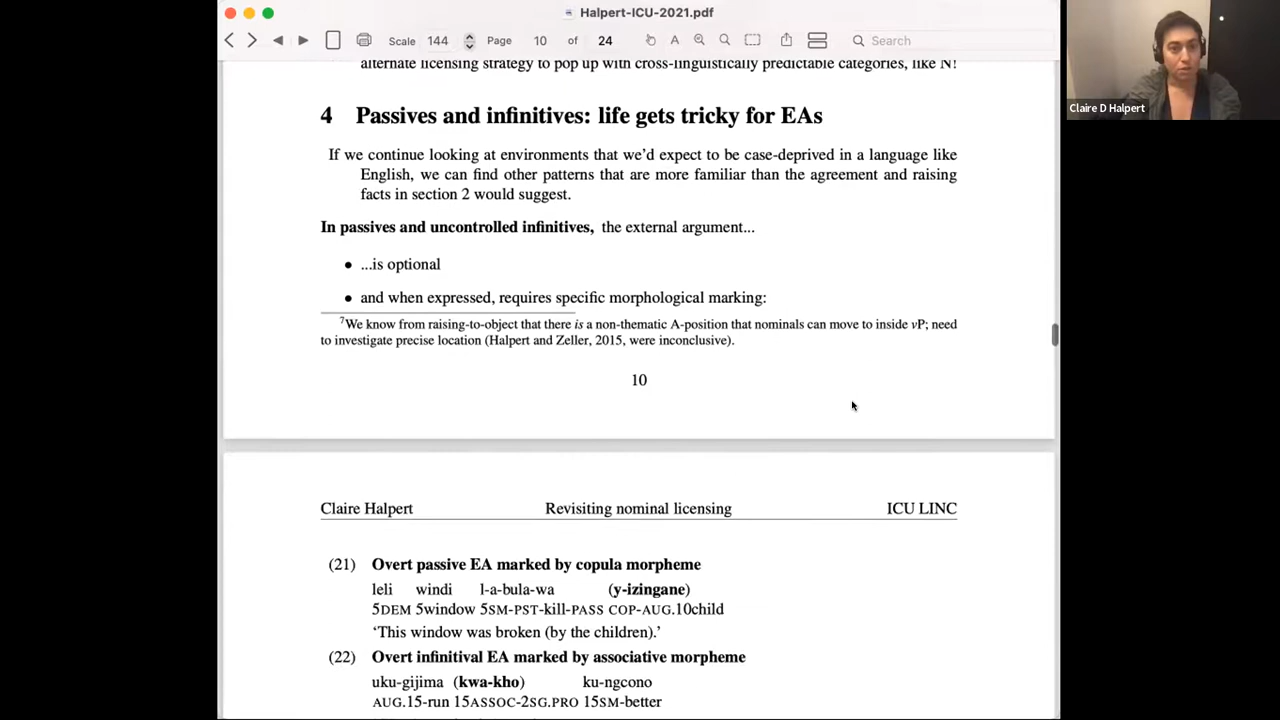 Halpert-ICU-2021.pdf
Scale 144 Page 10 of 24 A Search
Claire D Halpert
alternate licensing strategy to pop up with cross-linguistically predictable categories, like N!
4 Passives and infinitives: life gets tricky for EAs
If we continue looking at environments that we'd expect to be case-deprived in a language like
English, we can find other patterns that are more familiar than the agreement and raising
facts in section 2 would suggest.
In passives and uncontrolled infinitives, the external argument...
• ...is optional
• and when expressed, requires specific morphological marking:
7We know from raising-to-object that there is a non-thematic A-position that nominals can move to inside vP; need
to investigate precise location (Halpert and Zeller, 2015, were inconclusive).
10
Claire Halpert Revisiting nominal licensing ICU LINC
(21) Overt passive EA marked by copula morpheme
leli windi l-a-bula-wa (y-izingane)
5DEM 5window 5SM-PST-kill-PASS COP-AUG.10child
'This window was broken (by the children).'
(22) Overt infinitival EA marked by associative morpheme
uku-gijima (kwa-kho) ku-ngcono
AUG.15-run 15ASSOC-2SG.PRO 15SM-better